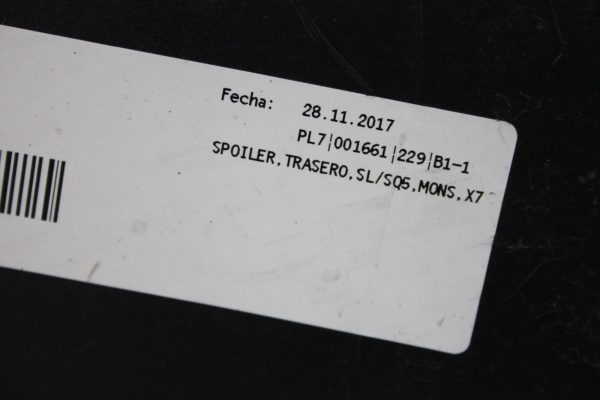 Fecha: 28.11.2017
PL7|001661|229|B1-1
SPOILER,TRASERO,SL/SQ5,MONS,X7